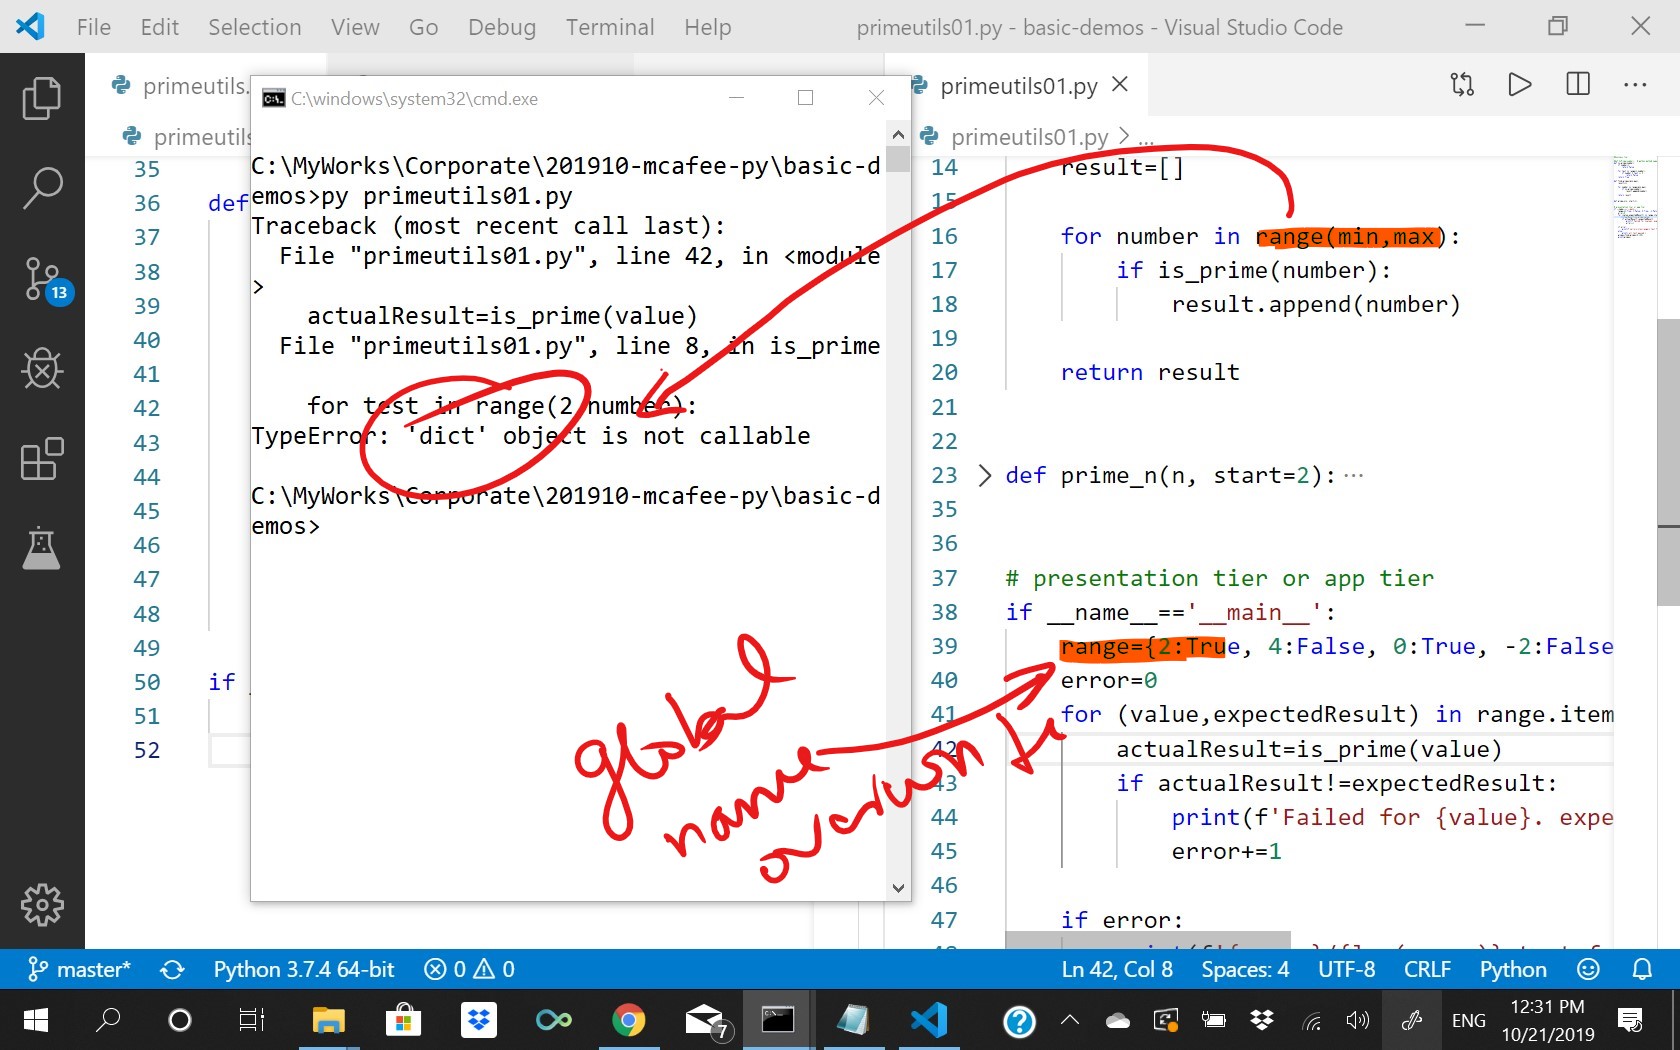 File Edit Selection View Go Debug Terminal Help primeutils01.py - basic-demos - Visual Studio Code
primeutils.
primeutils01.py
C:\windows\system32\cmd.exe
primeutils
primeutils01.py > ...
C:\MyWorks\Corporate\201910-mcafee-py\basic-d
emos>py primeutils01.py
Traceback (most recent call last):
File "primeutils01.py", line 42, in <module
>
actualResult=is_prime(value)
File "primeutils01.py", line 8, in is_prime
for test in range(2,number):
TypeError: 'dict' object is not callable
C:\MyWorks\Corporate\201910-mcafee-py\basic-d
emos>
35
36 def
37
38
39
40
41
42
43
44
45
46
47
48
49
50 if
51
52
13
14 result=[]
15
16 for number in range(min,max):
17 if is_prime(number):
18 result.append(number)
19
20 return result
21
22
23 def prime_n(n, start=2):...
35
36
37 # presentation tier or app tier
38 if __name__=='__main__':
39 range={2:True, 4:False, 0:True, -2:False
40 error=0
41 for (value,expectedResult) in range.item
42 actualResult=is_prime(value)
43 if actualResult!=expectedResult:
44 print(f'Failed for {value}. expe
45 error+=1
46
47 if error:
global
name
master* Python 3.7.4 64-bit 0 0 Ln 42, Col 8 Spaces: 4 UTF-8 CRLF Python
7
ENG
12:31 PM
10/21/2019